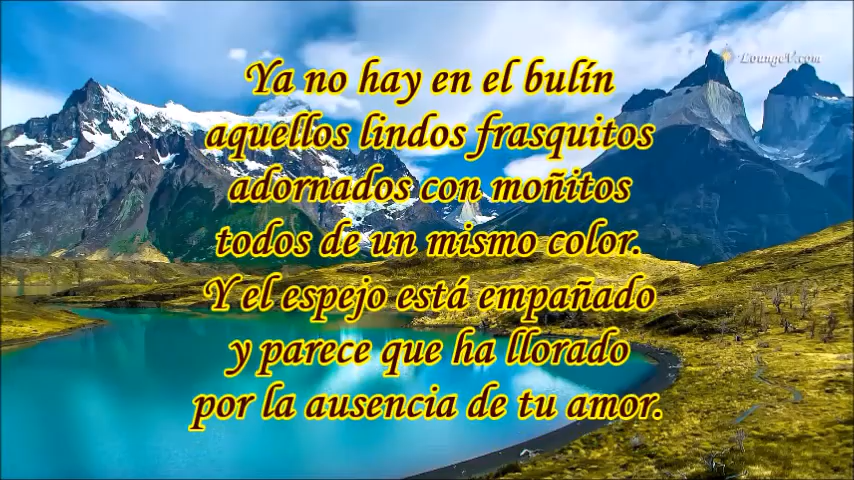 LoungeV.com
Ya no hay en el bulín
aquellos lindos frasquitos
adornados con moñitos
todos de un mismo color.
Y el espejo está empañado
y parece que ha llorado
por la ausencia de tu amor.